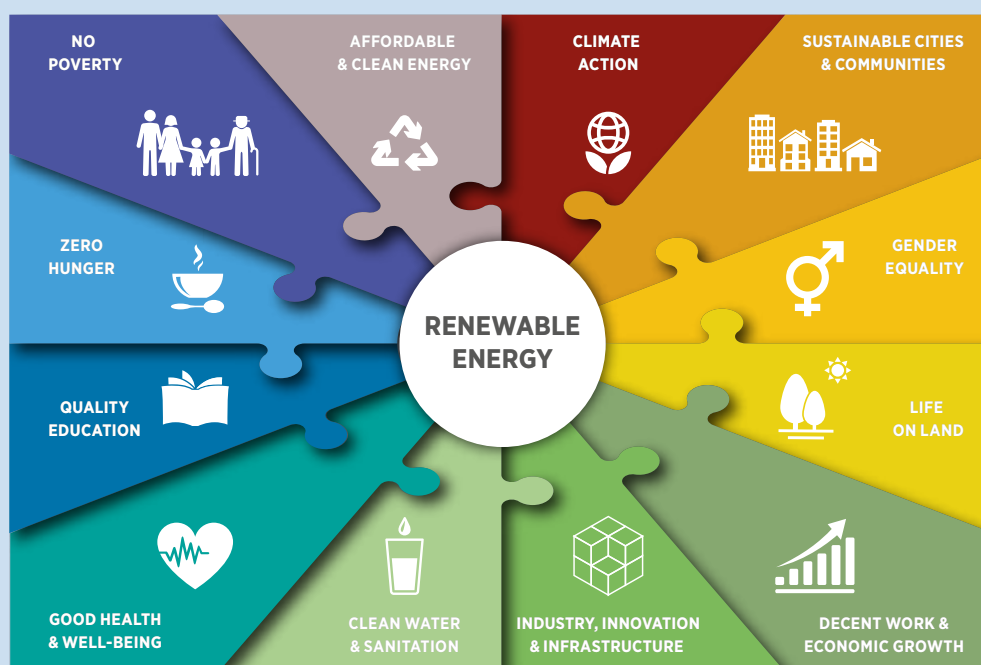 NO
POVERTY
AFFORDABLE
& CLEAN ENERGY
CLIMATE
ACTION
SUSTAINABLE CITIES
& COMMUNITIES
ZERO
HUNGER
GENDER
EQUALITY
RENEWABLE
ENERGY
QUALITY
EDUCATION
LIFE
ON LAND
GOOD HEALTH
& WELL-BEING
CLEAN WATER
& SANITATION
INDUSTRY, INNOVATION
& INFRASTRUCTURE
DECENT WORK &
ECONOMIC GROWTH